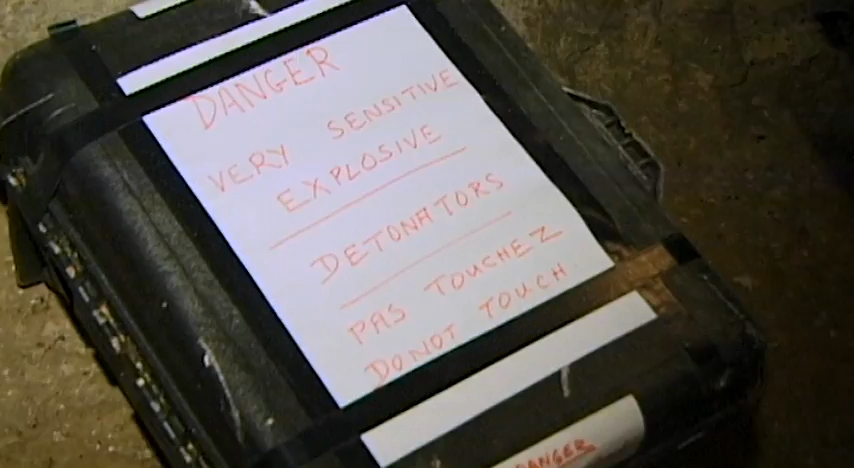 DANGER
VERY SENSITIVE
EXPLOSIVE
DETONATORS
PAS TOUCHEZ
DO NOT TOUCH
DANGER